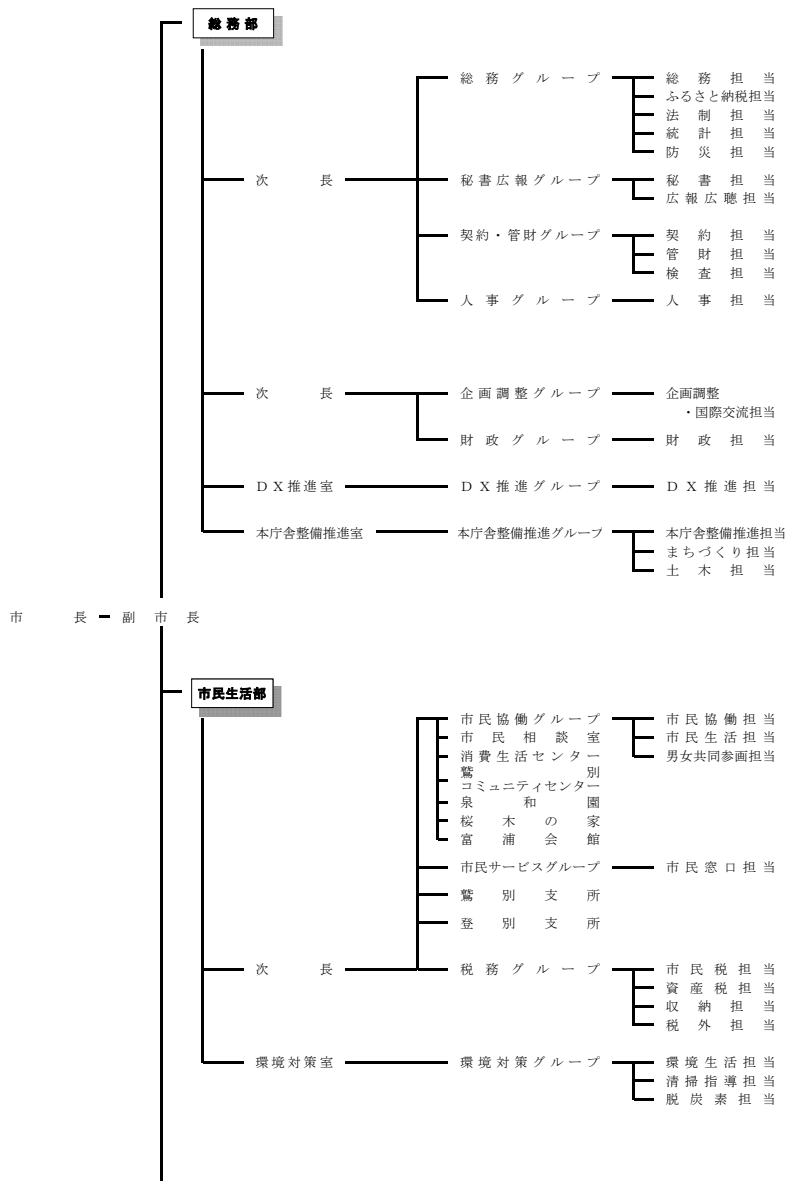 総務部
総務グループ 総務担当
ふるさと納税担当
法制担当
統計担当
防災担当
次長 秘書広報グループ 秘書担当
広報広聴担当
契約・管財グループ 契約担当
管財担当
検査担当
人事グループ 人事担当
次長 企画調整グループ 企画調整
・国際交流担当
財政グループ 財政担当
DX推進室 DX推進グループ DX推進担当
本庁舎整備推進室 本庁舎整備推進グループ 本庁舎整備推進担当
まちづくり担当
土木担当
市長 副市長
市民生活部
市民協働グループ 市民協働担当
市民相談室 市民生活担当
消費生活センター 男女共同参画担当
鷲別
コミュニティセンター
泉和園
桜木の家
富浦会館
市民サービスグループ 市民窓口担当
鷲別支所
登別支所
次長 税務グループ 市民税担当
資産税担当
収納担当
税外担当
環境対策室 環境対策グループ 環境生活担当
清掃指導担当
脱炭素担当